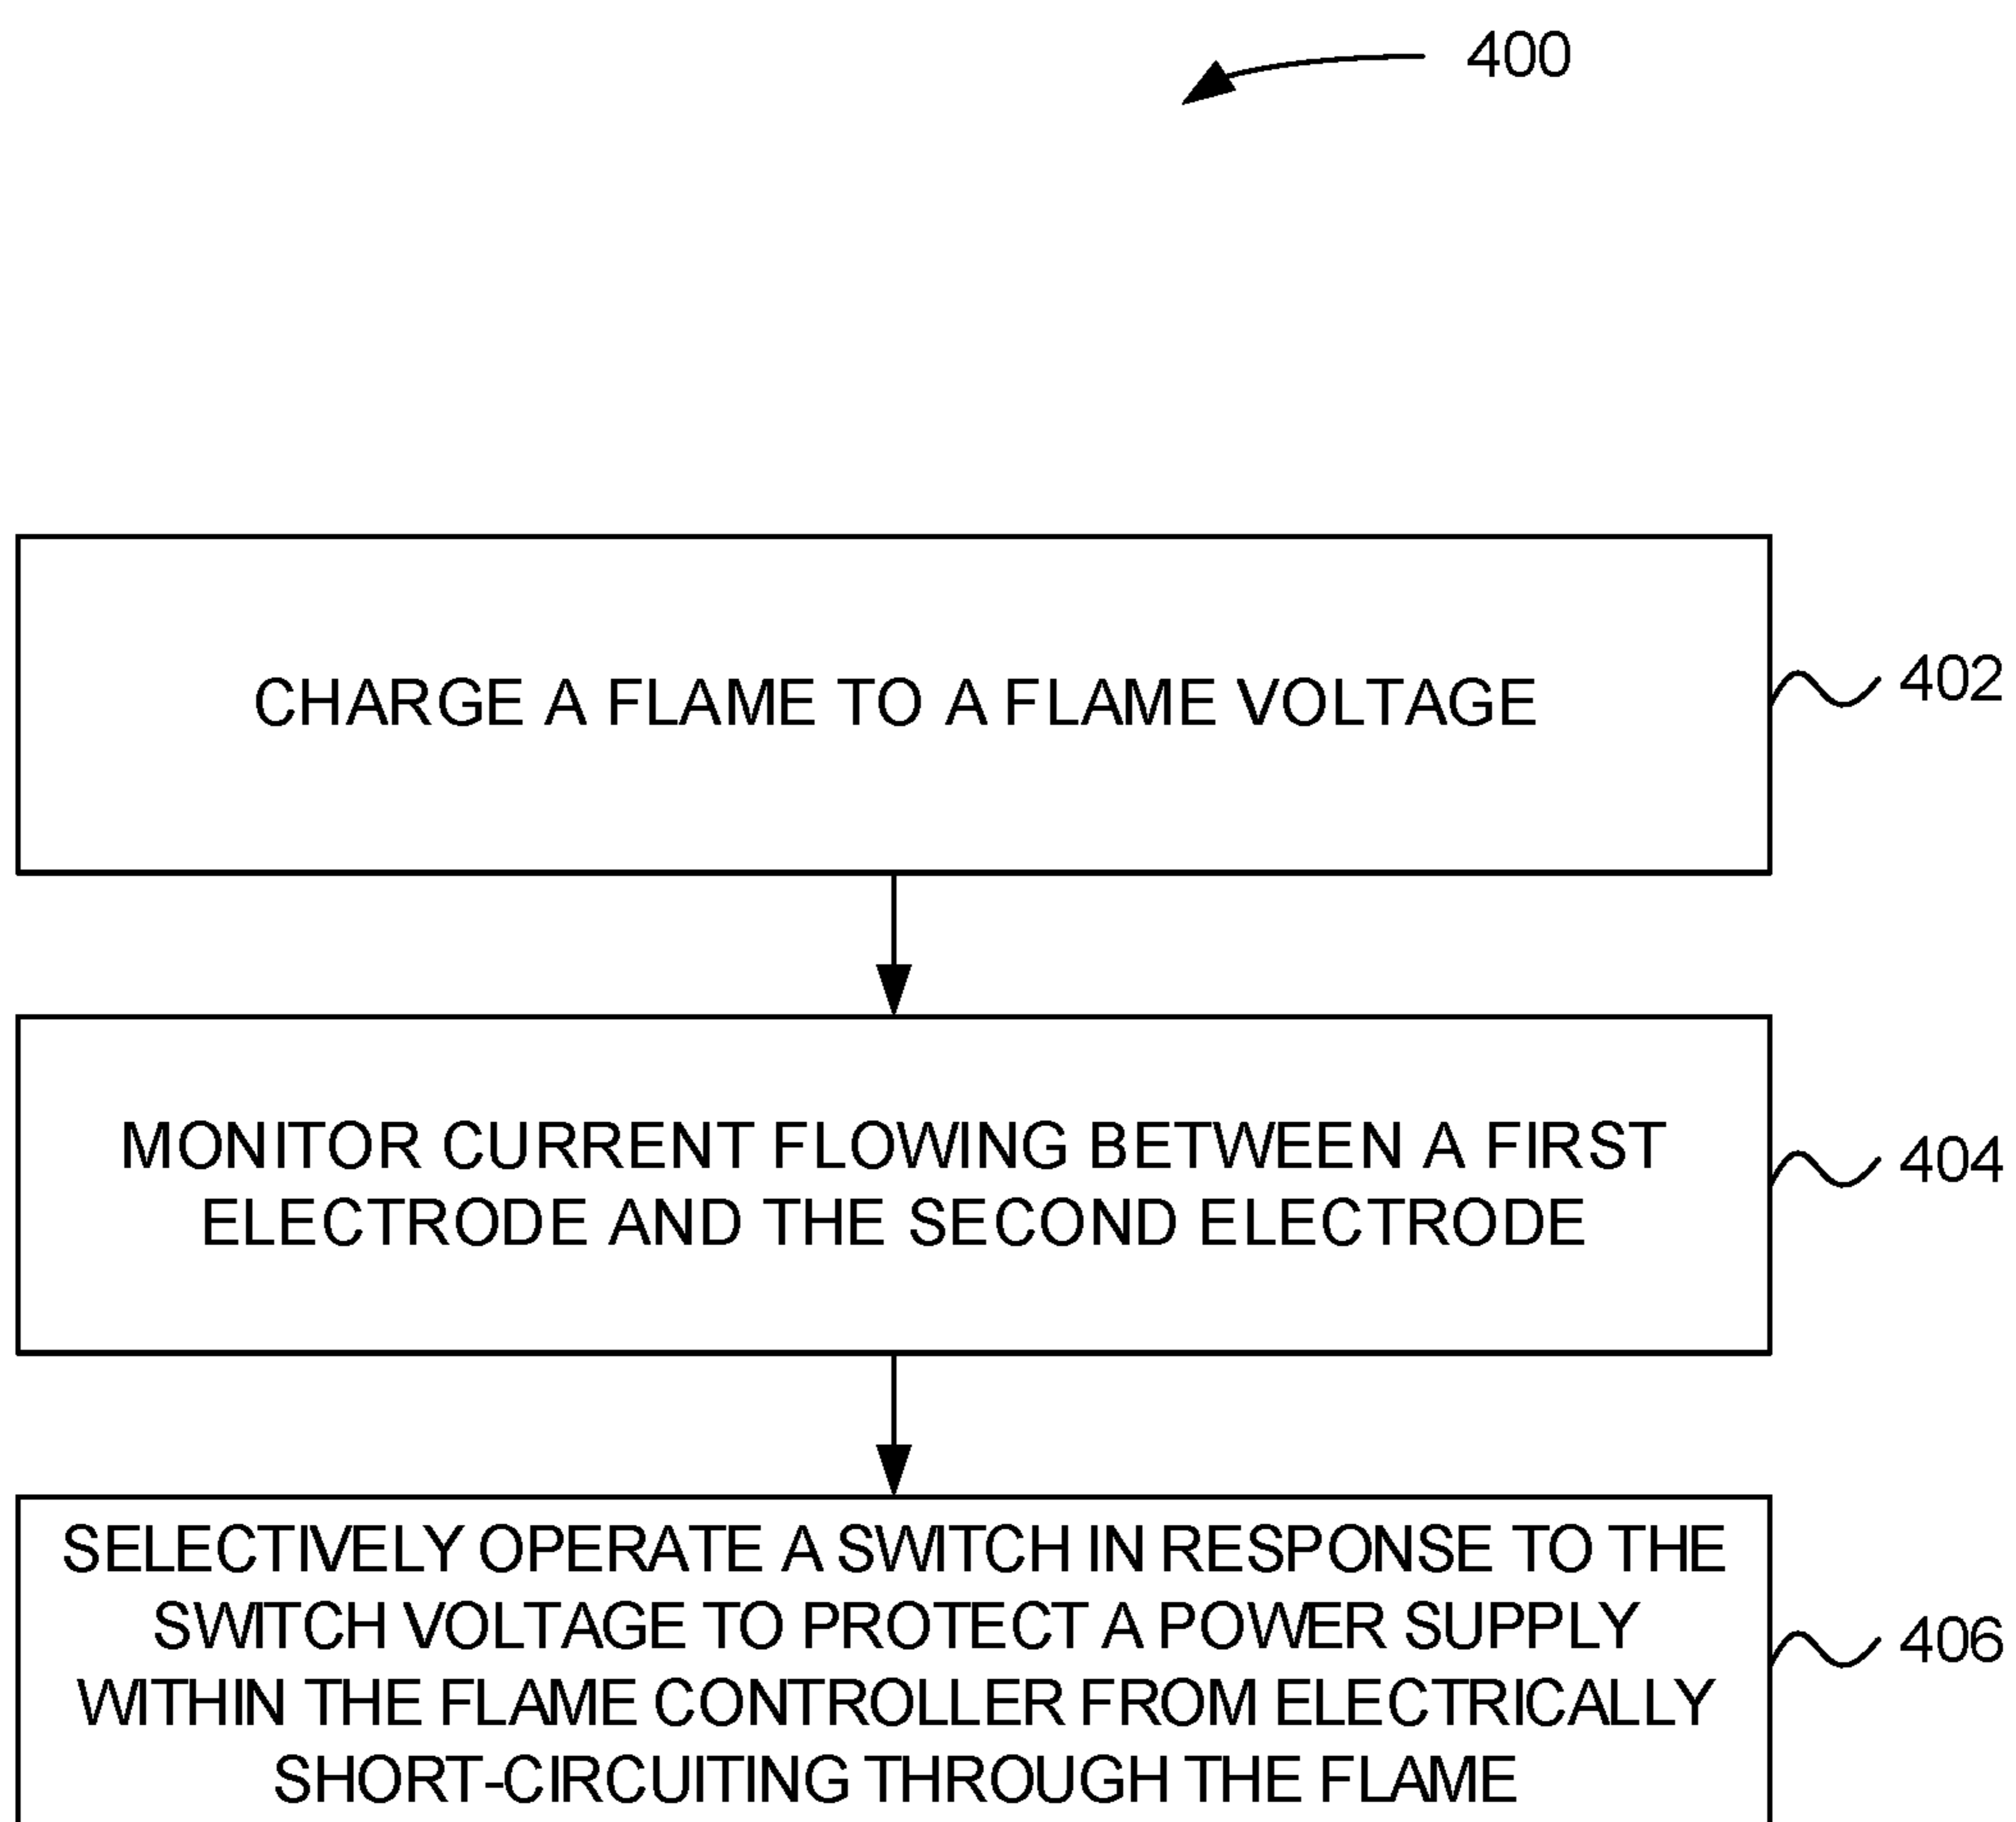 400
CHARGE A FLAME TO A FLAME VOLTAGE
402
MONITOR CURRENT FLOWING BETWEEN A FIRST
ELECTRODE AND THE SECOND ELECTRODE
404
SELECTIVELY OPERATE A SWITCH IN RESPONSE TO THE
SWITCH VOLTAGE TO PROTECT A POWER SUPPLY
WITHIN THE FLAME CONTROLLER FROM ELECTRICALLY
SHORT-CIRCUITING THROUGH THE FLAME
406